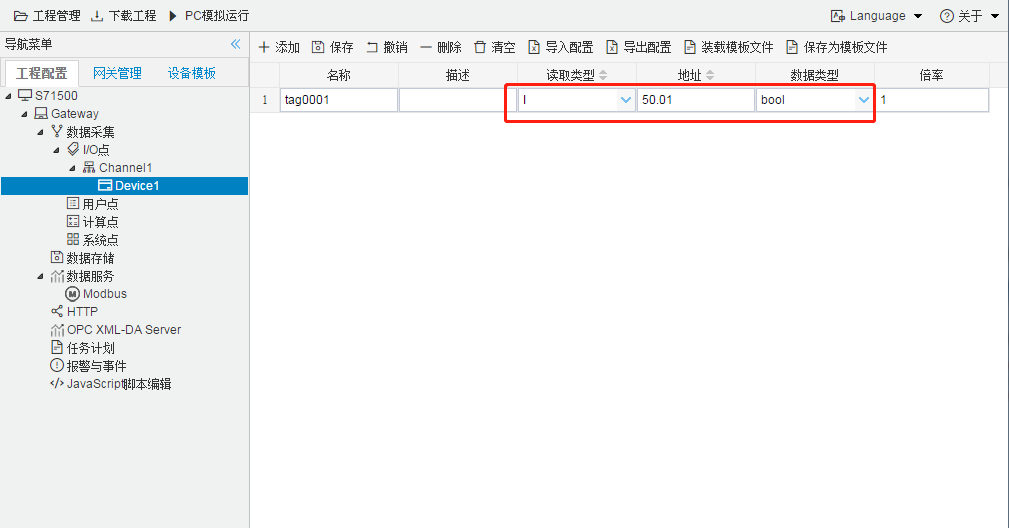 工程管理 下载工程 PC模拟运行 Language 关于
导航菜单
添加 保存 撤销 删除 清空 导入配置 导出配置 装载模板文件 保存为模板文件
工程配置 网关管理 设备模板
名称 描述 读取类型 地址 数据类型 倍率
1 tag0001 I 50.01 bool 1
S71500
Gateway
数据采集
I/O点
Channel1
Device1
用户点
计算点
系统点
数据存储
数据服务
Modbus
HTTP
OPC XML-DA Server
任务计划
报警与事件
JavaScript脚本编辑